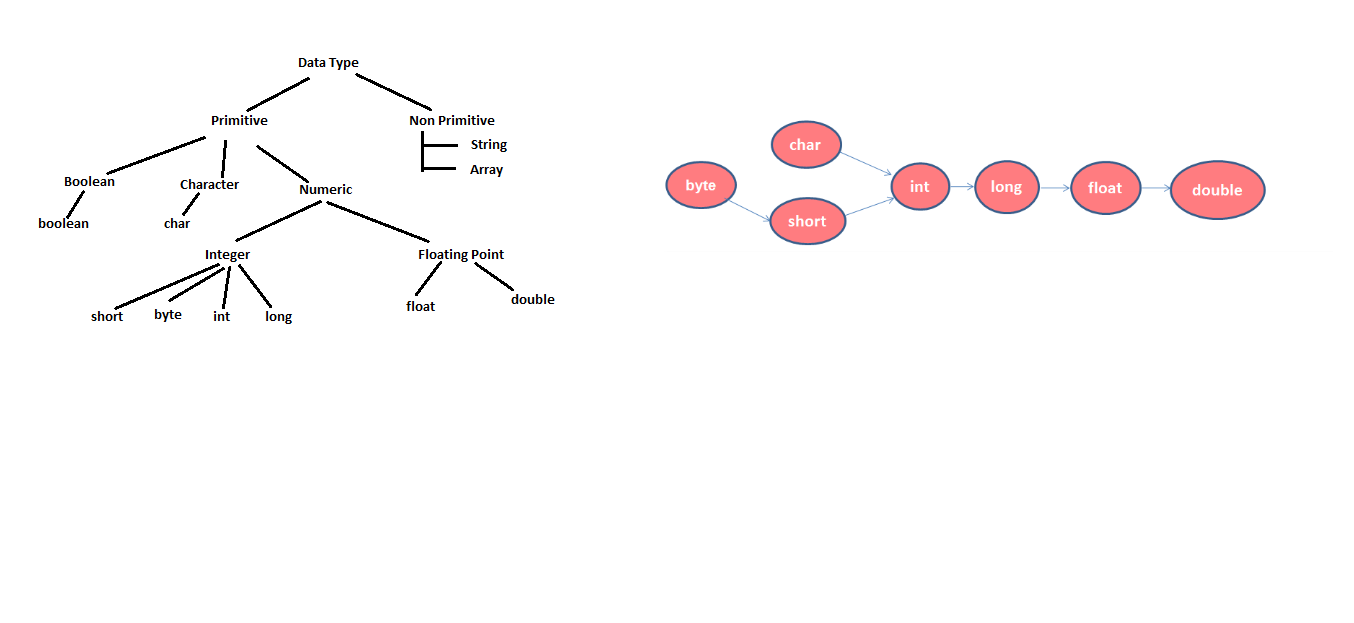 Data Type
Primitive
Non Primitive
String
Array
Boolean
Character
Numeric
boolean
char
Integer
Floating Point
short
byte
int
long
float
double
char
byte
short
int
long
float
double